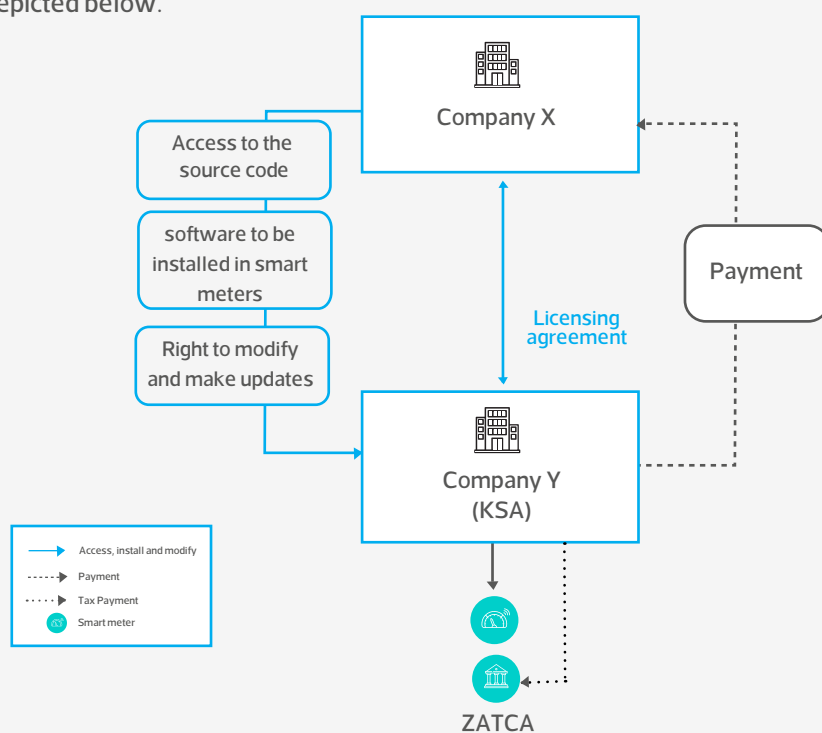 epicted below.
Company X
Access to the
source code
software to be
installed in smart
meters
Right to modify
and make updates
Licensing
agreement
Payment
Company Y
(KSA)
Access, install and modify
Payment
Tax Payment
Smart meter
ZATCA